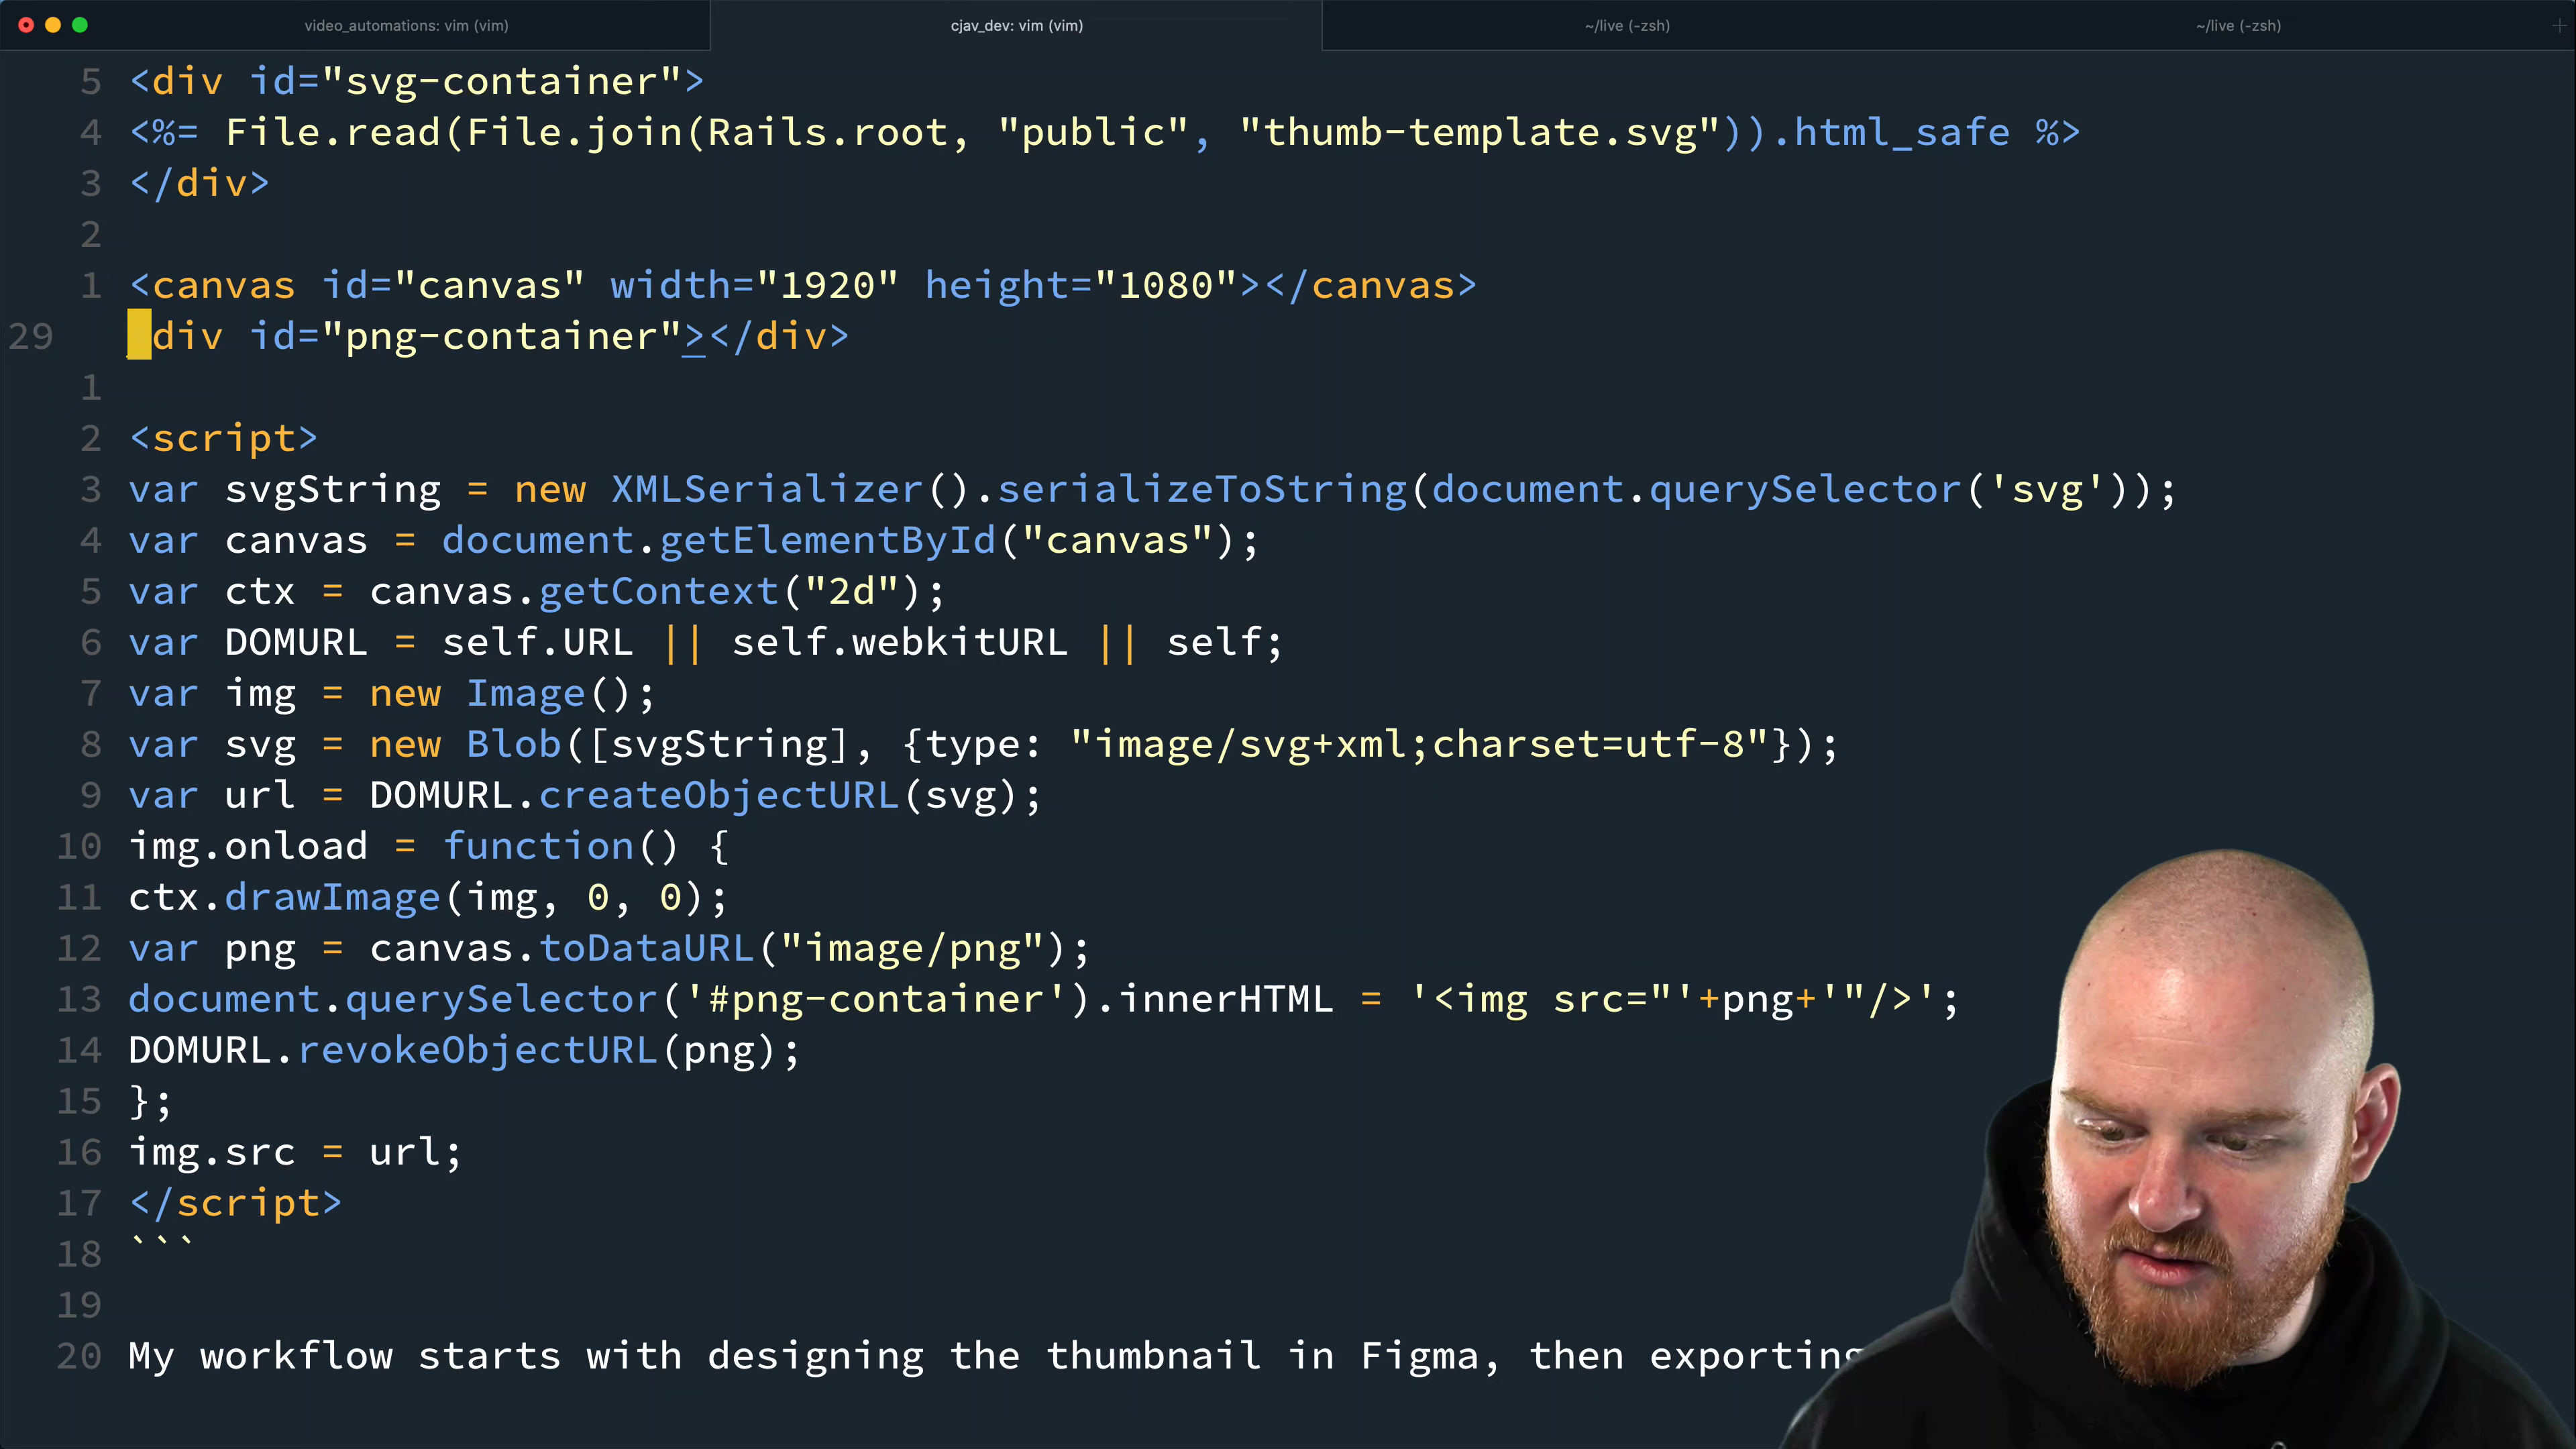 video_automations: vim (vim)
cjav_dev: vim (vim)
~/live (-zsh)
~/live (-zsh)
5 <div id="svg-container">
4 <%= File.read(File.join(Rails.root, "public", "thumb-template.svg")).html_safe %>
3 </div>
2
1 <canvas id="canvas" width="1920" height="1080"></canvas>
29 div id="png-container"></div>
1
2 <script>
3 var svgString = new XMLSerializer().serializeToString(document.querySelector('svg'));
4 var canvas = document.getElementById("canvas");
5 var ctx = canvas.getContext("2d");
6 var DOMURL = self.URL || self.webkitURL || self;
7 var img = new Image();
8 var svg = new Blob([svgString], {type: "image/svg+xml;charset=utf-8"});
9 var url = DOMURL.createObjectURL(svg);
10 img.onload = function() {
11 ctx.drawImage(img, 0, 0);
12 var png = canvas.toDataURL("image/png");
13 document.querySelector('#png-container').innerHTML = '<img src="'+png+'"/>';
14 DOMURL.revokeObjectURL(png);
15 };
16 img.src = url;
17 </script>
18 ```
19
20 My workflow starts with designing the thumbnail in Figma, then exporting